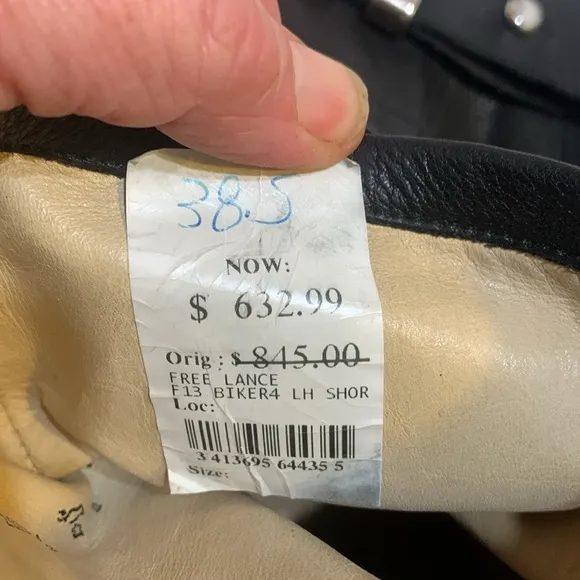 38.5
NOW:
$ 632.99
Orig : $ 845.00
FREE LANCE
F13 BIKER4 LH SHOR
Loc:
3 413695 64435 5
Size: